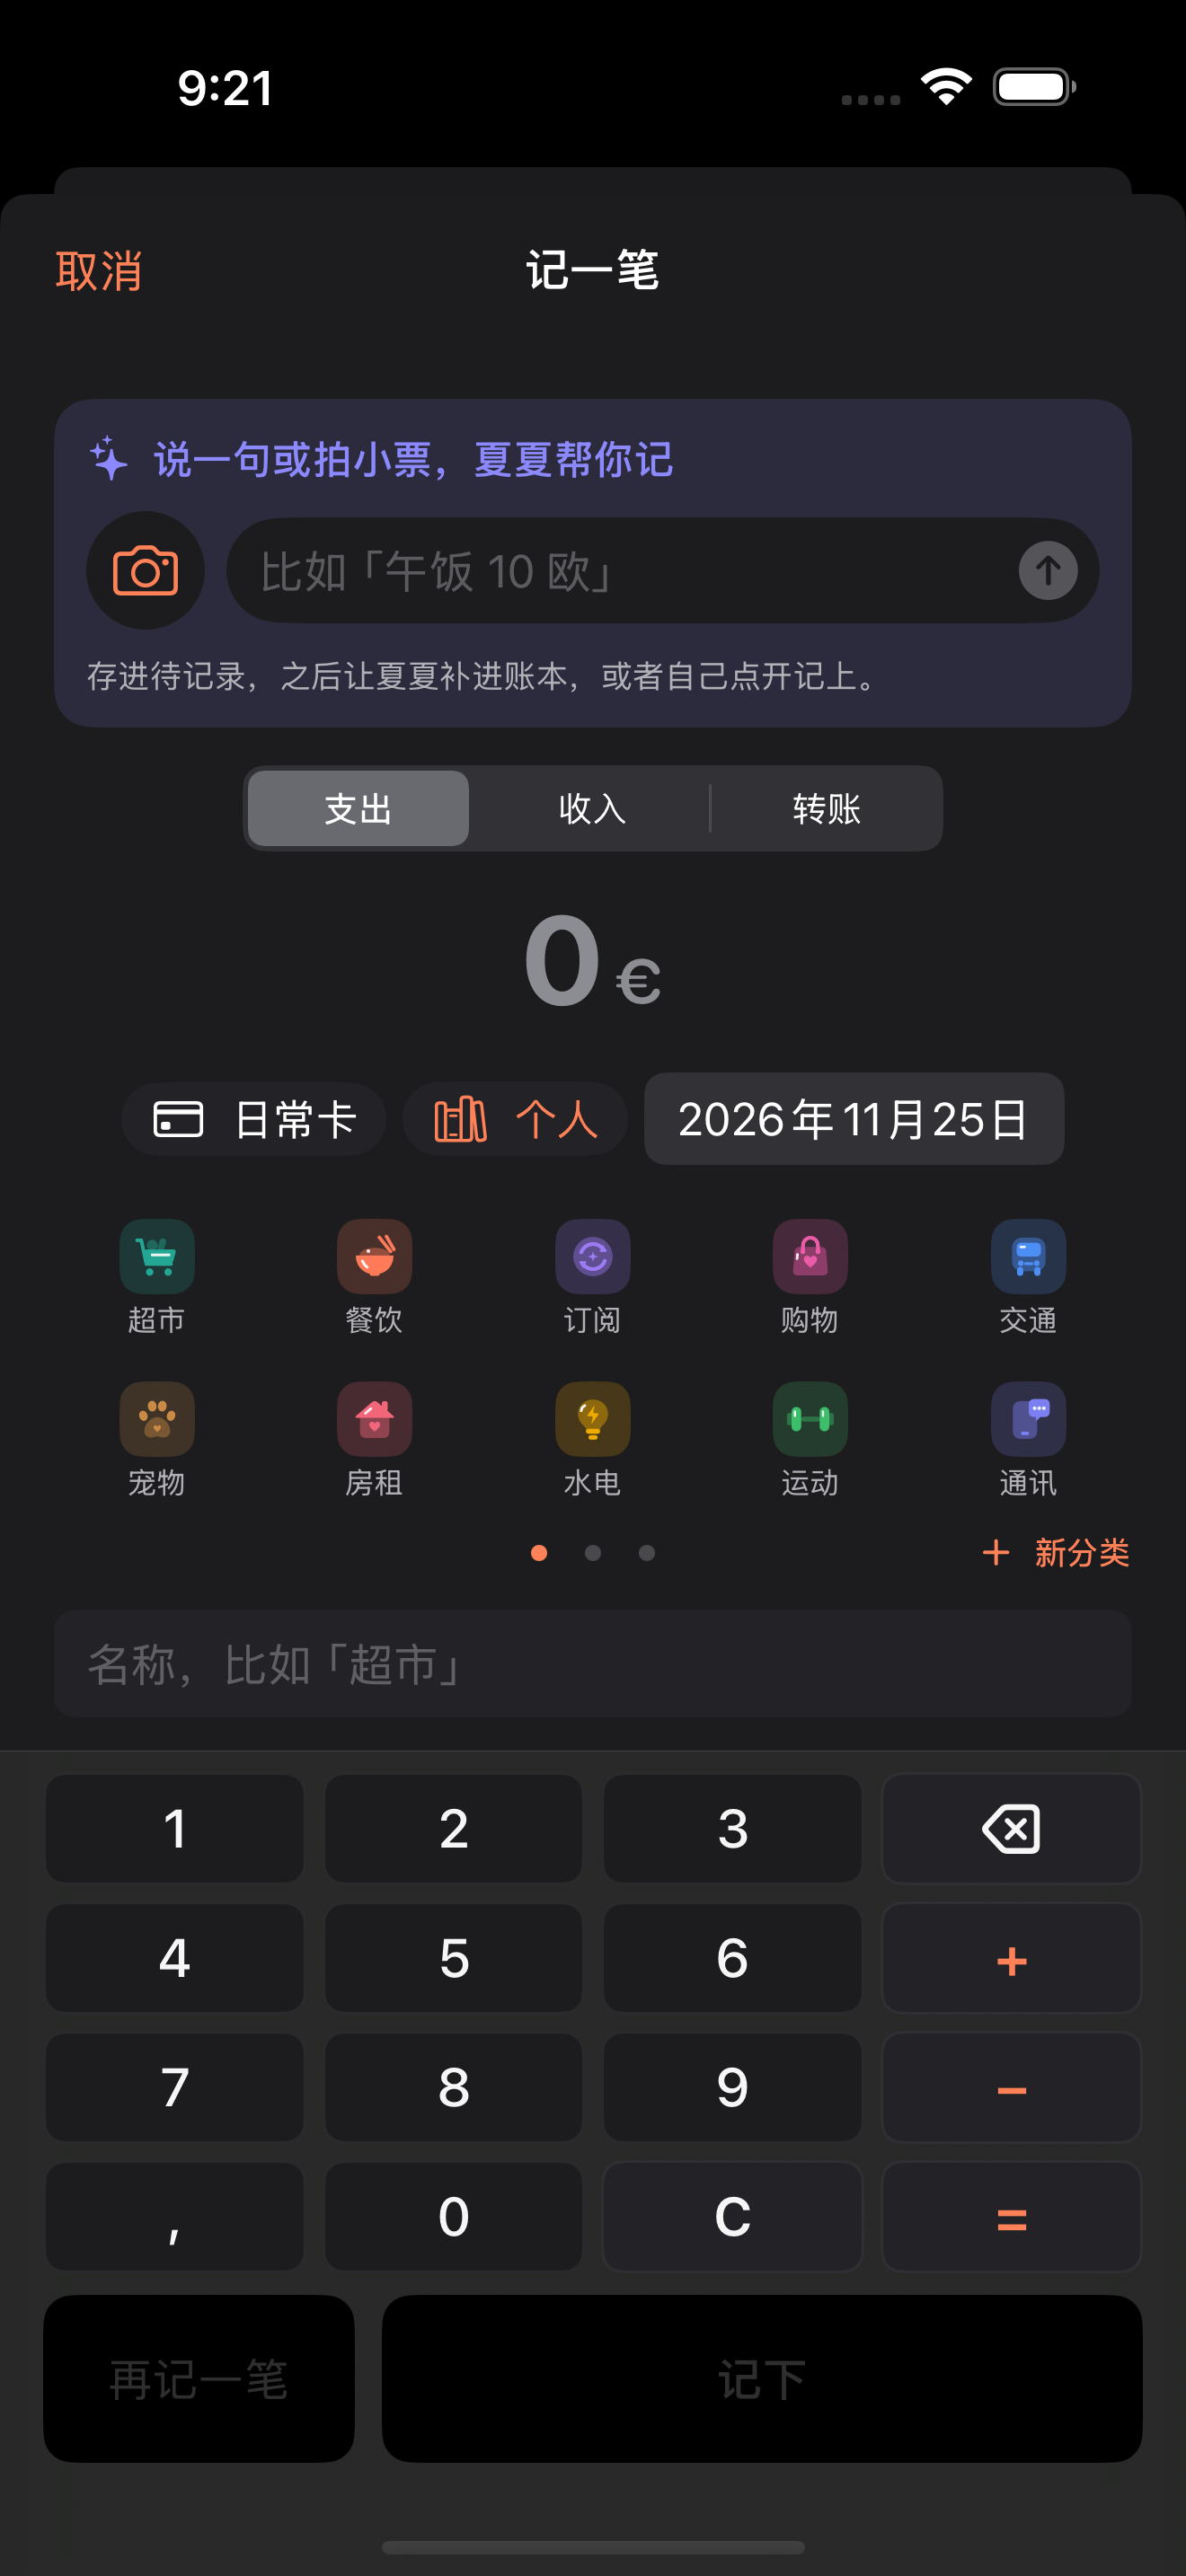 9:21
取消
记一笔
说一句或拍小票，夏夏帮你记
比如「午饭 10 欧」
存进待记录，之后让夏夏补进账本，或者自己点开记上。
支出 收入 转账
0 €
日常卡 个人 2026年11月25日
超市 餐饮 订阅 购物 交通
宠物 房租 水电 运动 通讯
+ 新分类
名称，比如「超市」
1 2 3
4 5 6 +
7 8 9 −
, 0 C =
再记一笔 记下